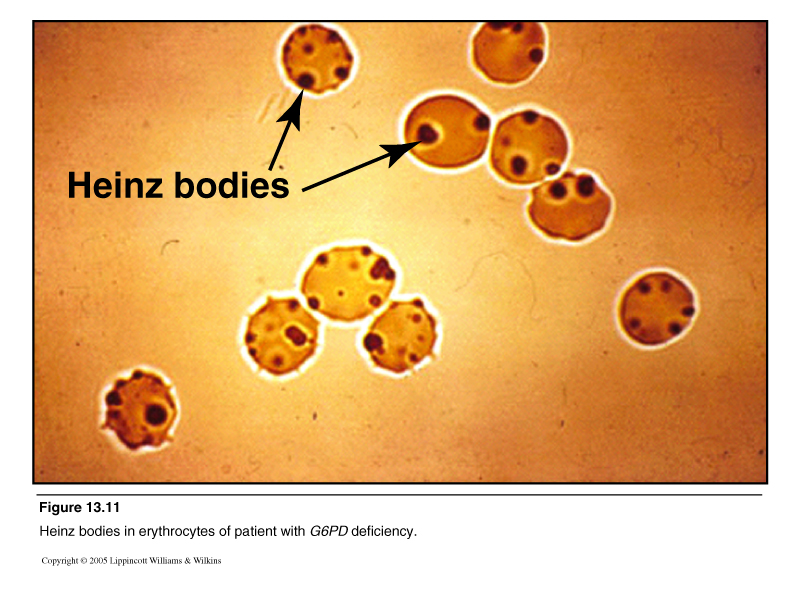 Heinz bodies
Figure 13.11
Heinz bodies in erythrocytes of patient with G6PD deficiency.
Copyright © 2005 Lippincott Williams & Wilkins